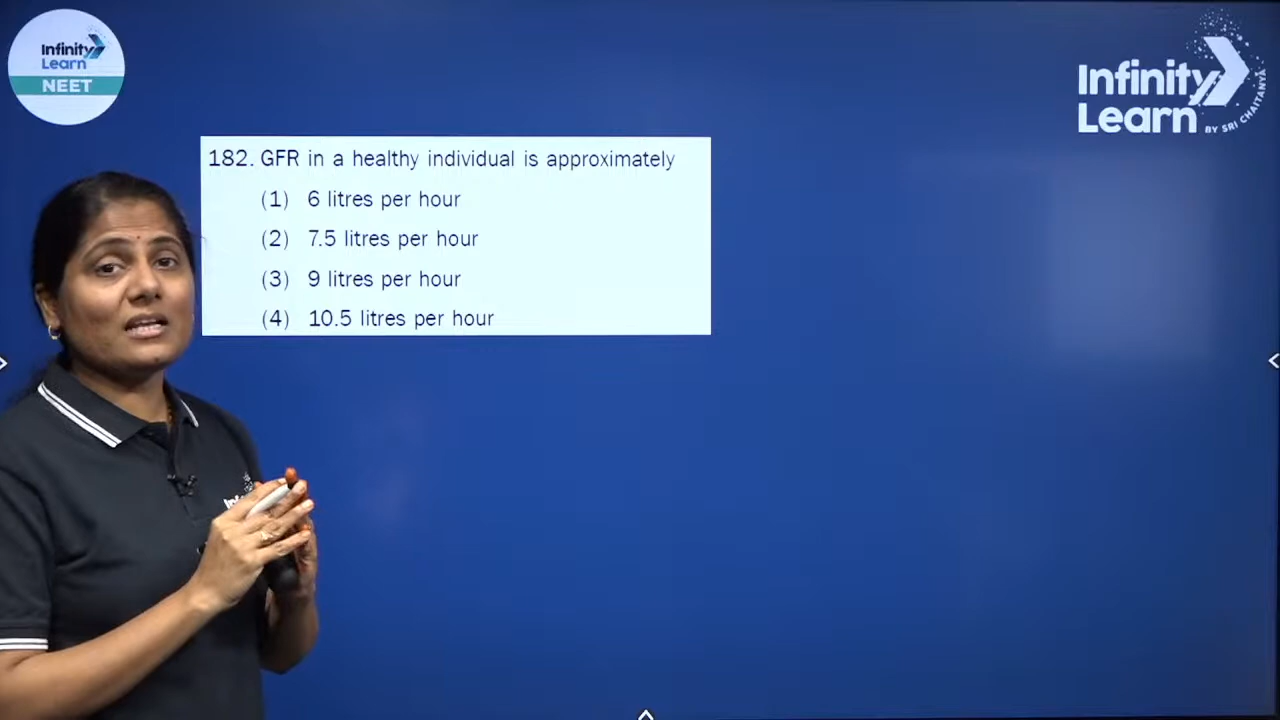 Infinity
Learn
NEET
Infinity
Learn
BY SRI CHAITANYA
182. GFR in a healthy individual is approximately
(1) 6 litres per hour
(2) 7.5 litres per hour
(3) 9 litres per hour
(4) 10.5 litres per hour